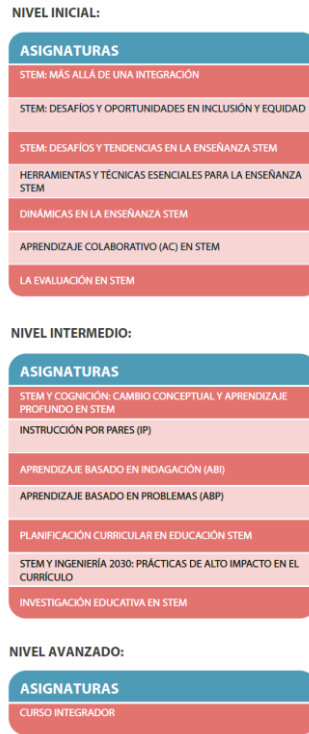 NIVEL INICIAL:
ASIGNATURAS
STEM: MÁS ALLÁ DE UNA INTEGRACIÓN
STEM: DESAFÍOS Y OPORTUNIDADES EN INCLUSIÓN Y EQUIDAD
STEM: DESAFÍOS Y TENDENCIAS EN LA ENSEÑANZA STEM
HERRAMIENTAS Y TÉCNICAS ESENCIALES PARA LA ENSEÑANZA
STEM
DINÁMICAS EN LA ENSEÑANZA STEM
APRENDIZAJE COLABORATIVO (AC) EN STEM
LA EVALUACIÓN EN STEM
NIVEL INTERMEDIO:
ASIGNATURAS
STEM Y COGNICIÓN: CAMBIO CONCEPTUAL Y APRENDIZAJE
PROFUNDO EN STEM
INSTRUCCIÓN POR PARES (IP)
APRENDIZAJE BASADO EN INDAGACIÓN (ABI)
APRENDIZAJE BASADO EN PROBLEMAS (ABP)
PLANIFICACIÓN CURRICULAR EN EDUCACIÓN STEM
STEM Y INGENIERÍA 2030: PRÁCTICAS DE ALTO IMPACTO EN EL
CURRÍCULO
INVESTIGACIÓN EDUCATIVA EN STEM
NIVEL AVANZADO:
ASIGNATURAS
CURSO INTEGRADOR